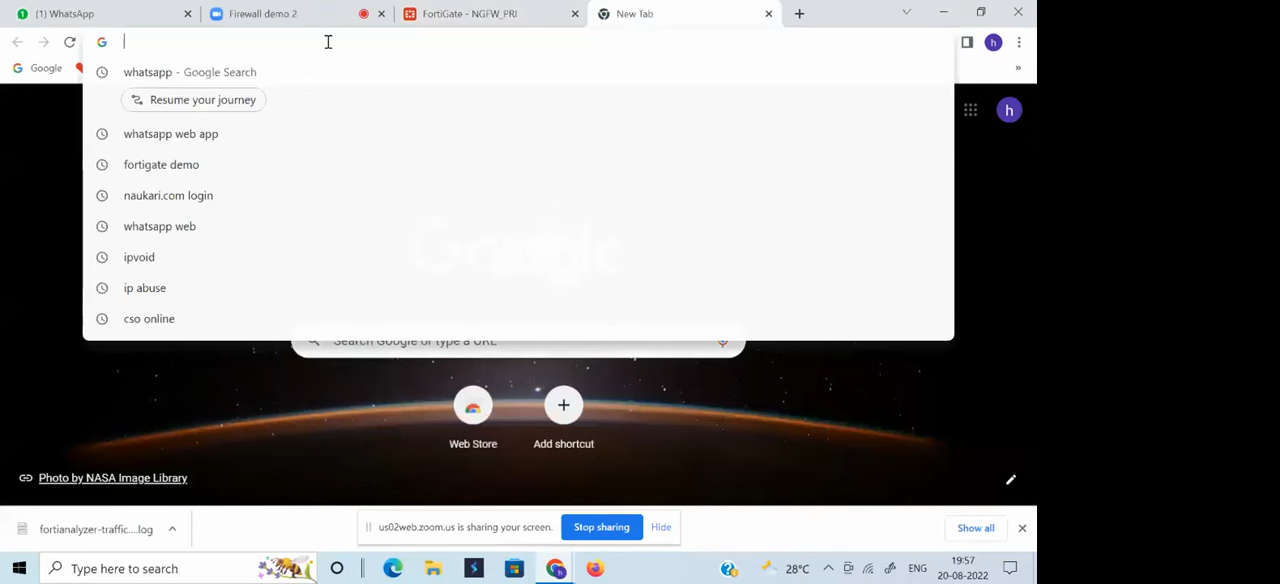 (1) WhatsApp
Firewall demo 2
FortiGate - NGFW_PRI
New Tab
h
Google
»
whatsapp - Google Search
Resume your journey
whatsapp web app
h
fortigate demo
naukari.com login
whatsapp web
ipvoid
Google
ip abuse
cso online
Search Google or type a URL
Web Store
Add shortcut
Photo by NASA Image Library
fortianalyzer-traffic....log
us02web.zoom.us is sharing your screen.
Stop sharing
Hide
Show all
Type here to search
28°C
ENG
19:57
20-08-2022